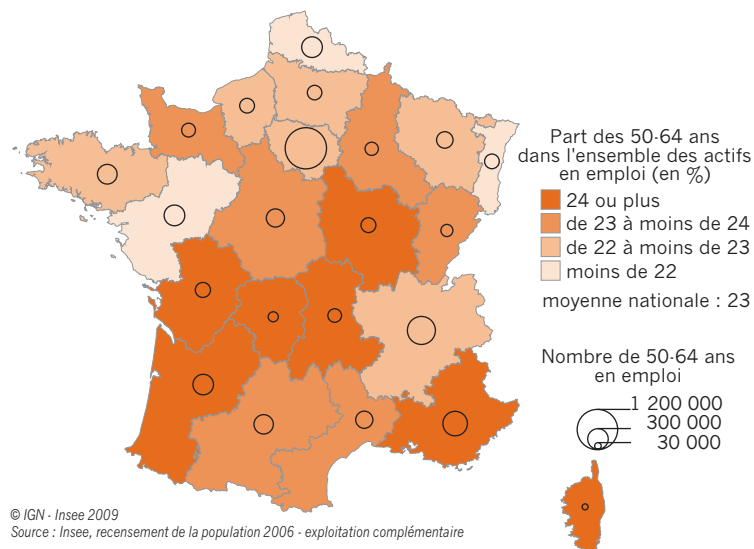 Part des 50-64 ans
dans l'ensemble des actifs
en emploi (en %)
24 ou plus
de 23 à moins de 24
de 22 à moins de 23
moins de 22
moyenne nationale : 23
Nombre de 50-64 ans
en emploi
1 200 000
300 000
30 000
© IGN - Insee 2009
Source : Insee, recensement de la population 2006 - exploitation complémentaire